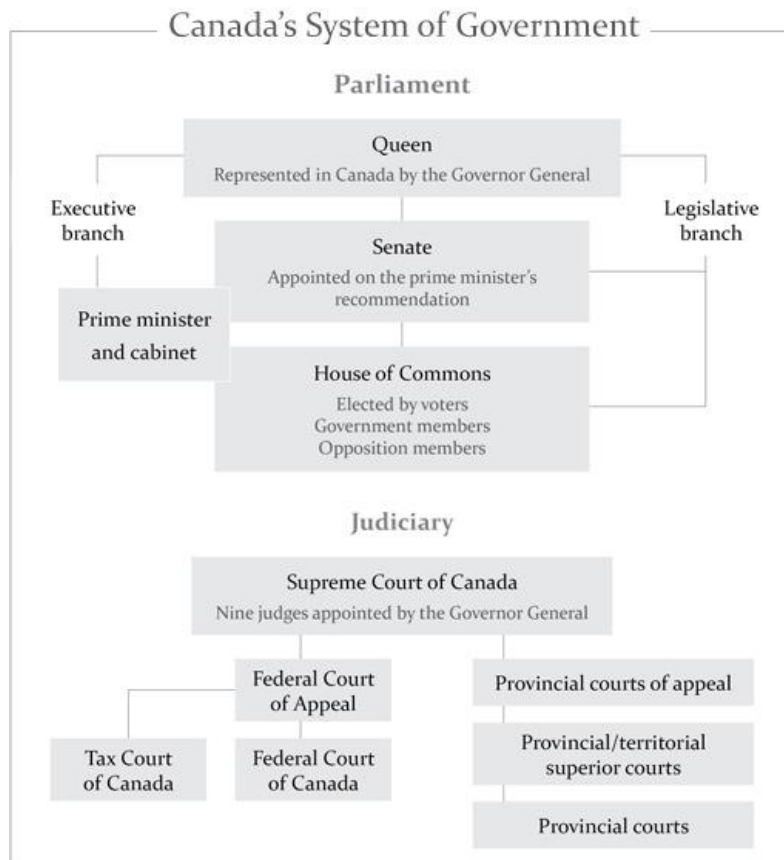 Canada’s System of Government
Parliament
Queen
Represented in Canada by the Governor General
Executive
branch
Legislative
branch
Senate
Appointed on the prime minister’s
recommendation
Prime minister
and cabinet
House of Commons
Elected by voters
Government members
Opposition members
Judiciary
Supreme Court of Canada
Nine judges appointed by the Governor General
Federal Court
of Appeal
Provincial courts of appeal
Tax Court
of Canada
Federal Court
of Canada
Provincial/territorial
superior courts
Provincial courts